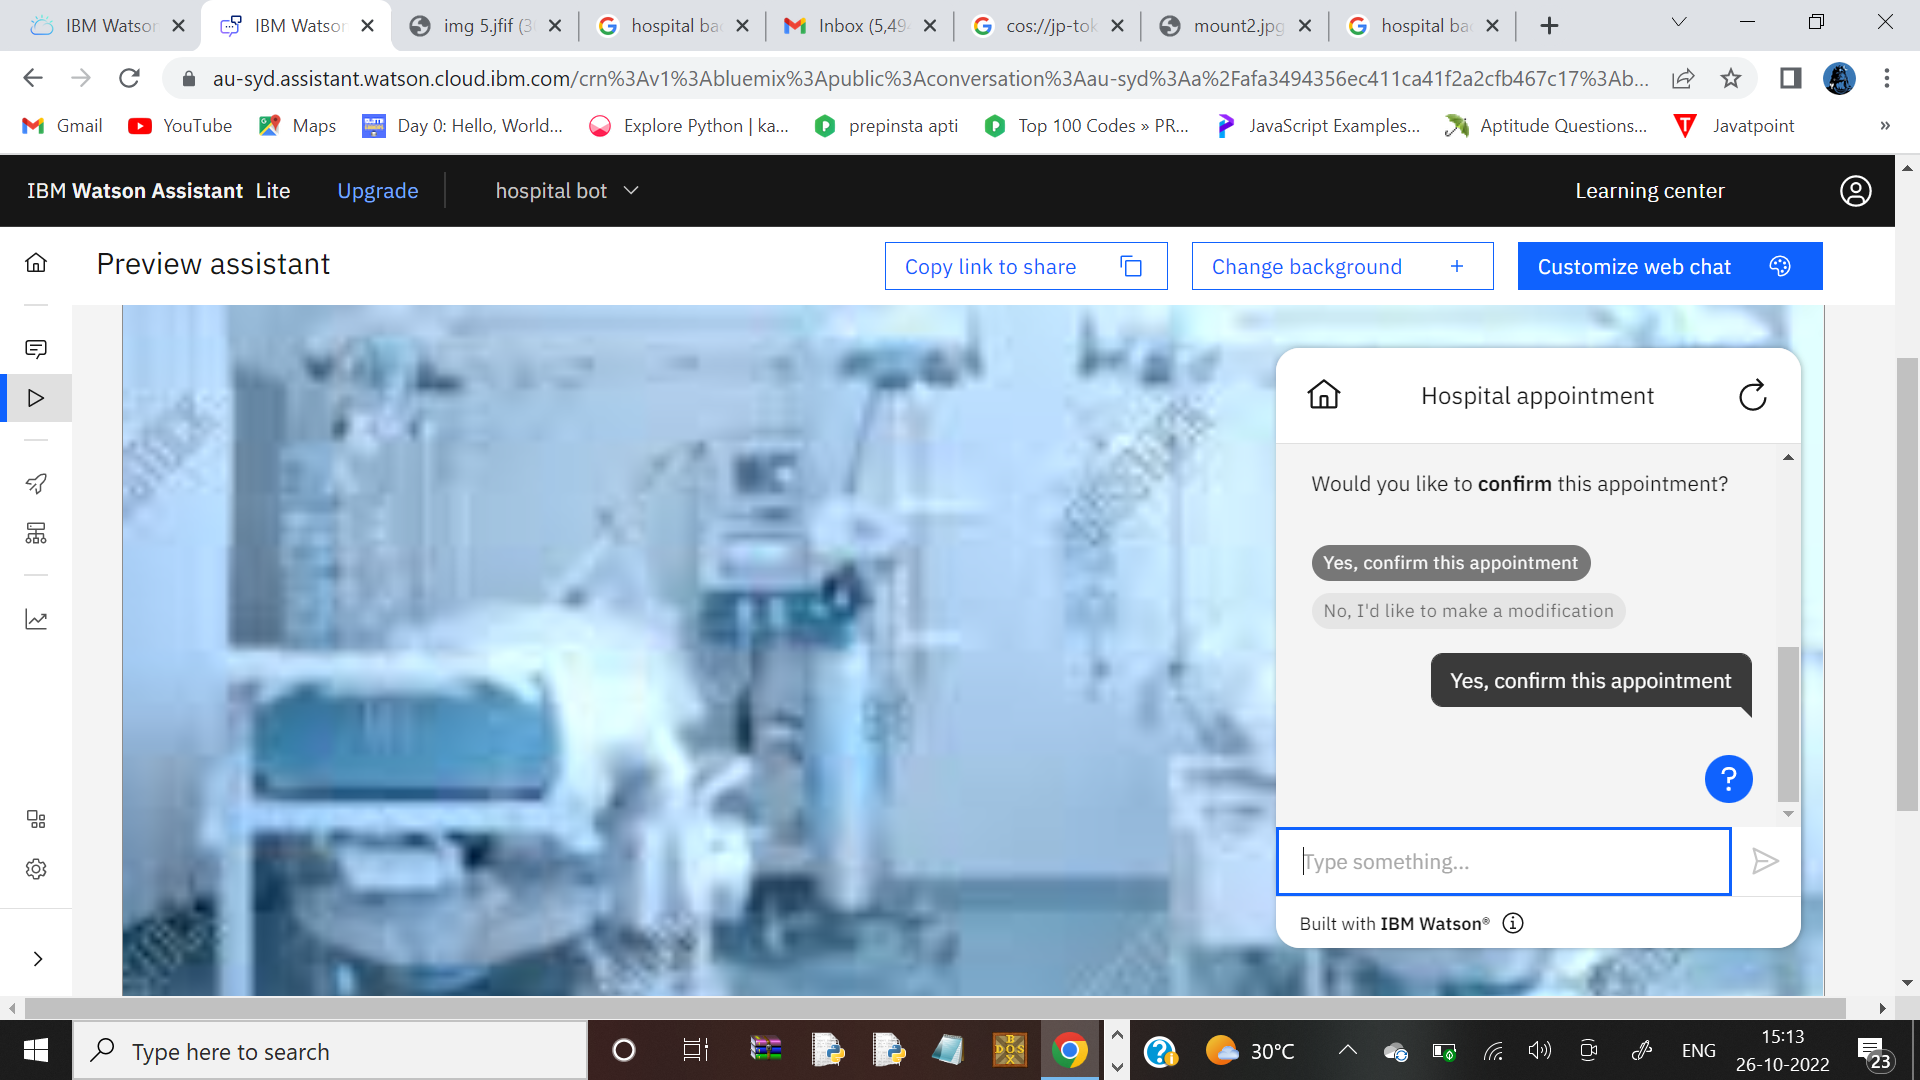 IBM Watson
IBM Watson
img 5.jfif (3
hospital ba
Inbox (5,49
cos://jp-tok
mount2.jpg
hospital ba
au-syd.assistant.watson.cloud.ibm.com/crn%3Av1%3Abluemix%3Apublic%3Aconversation%3Aau-syd%3Aa%2Fafa3494356ec411ca41f2a2cfb467c17%3Ab...
Gmail
YouTube
Maps
Day 0: Hello, World...
Explore Python | ka...
prepinsta apti
Top 100 Codes » PR...
JavaScript Examples...
Aptitude Questions...
Javatpoint
»
IBM Watson Assistant Lite
Upgrade
hospital bot
Learning center
Preview assistant
Copy link to share
Change background +
Customize web chat
Hospital appointment
Would you like to confirm this appointment?
Yes, confirm this appointment
No, I'd like to make a modification
Yes, confirm this appointment
?
Type something...
Built with IBM Watson®
Type here to search
30°C
ENG
15:13
26-10-2022
23